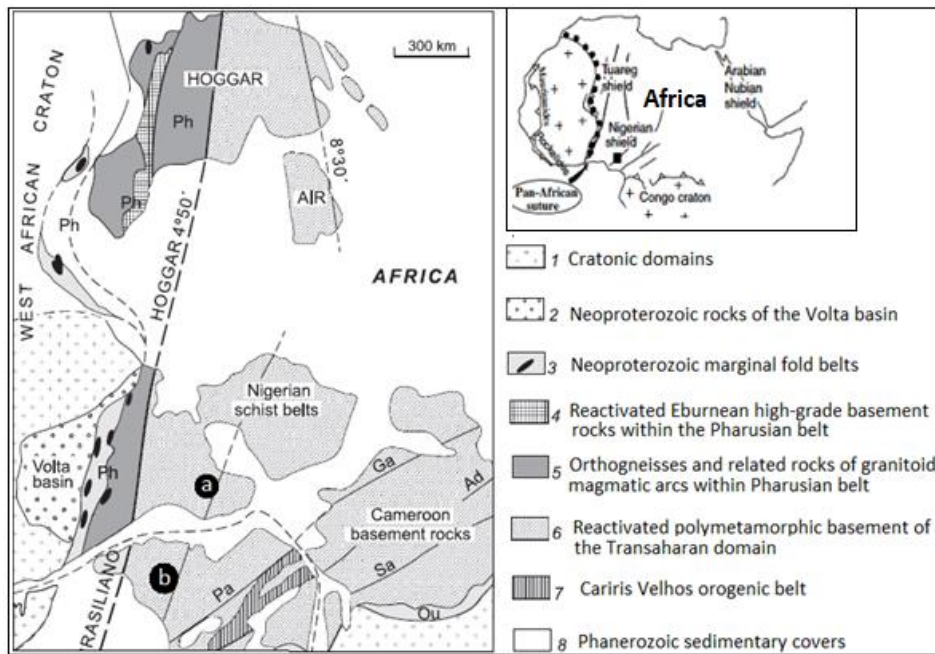 300 km
HOGGAR
Ph
8°30´
WEST AFRICAN CRATON
Ph
AIR
Ph
HOGGAR 4°50´
AFRICA
Nigerian
schist belts
Volta
basin
Ph
a
Ga
Ad
Cameroon
basement rocks
b
Pa
Sa
RASILIANO
Ou
Tuareg
shield
Africa
Arabian
Nubian
shield
Mauritanides
Nigerian
shield
Rockelides
Pan-African
suture
Congo craton
1 Cratonic domains
2 Neoproterozoic rocks of the Volta basin
3 Neoproterozoic marginal fold belts
4 Reactivated Eburnean high-grade basement
rocks within the Pharusian belt
5 Orthogneisses and related rocks of granitoid
magmatic arcs within Pharusian belt
6 Reactivated polymetamorphic basement of
the Transaharan domain
7 Cariris Velhos orogenic belt
8 Phanerozoic sedimentary covers